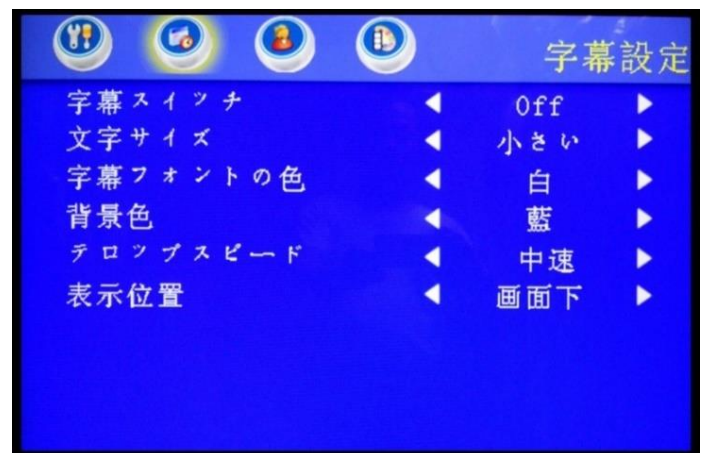 字幕設定
字幕スイッチ Off
文字サイズ 小さい
字幕フォントの色 白
背景色 藍
テロップスピード 中速
表示位置 画面下